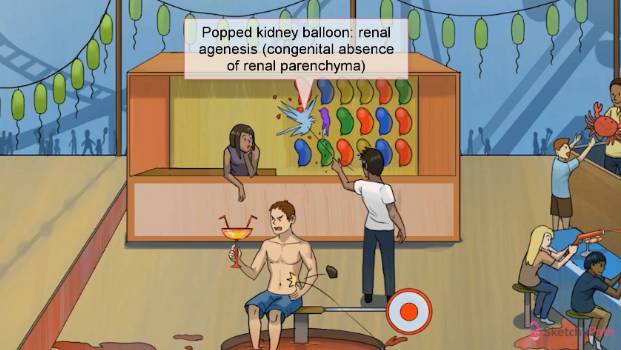 Popped kidney balloon: renal
agenesis (congenital absence
of renal parenchyma)